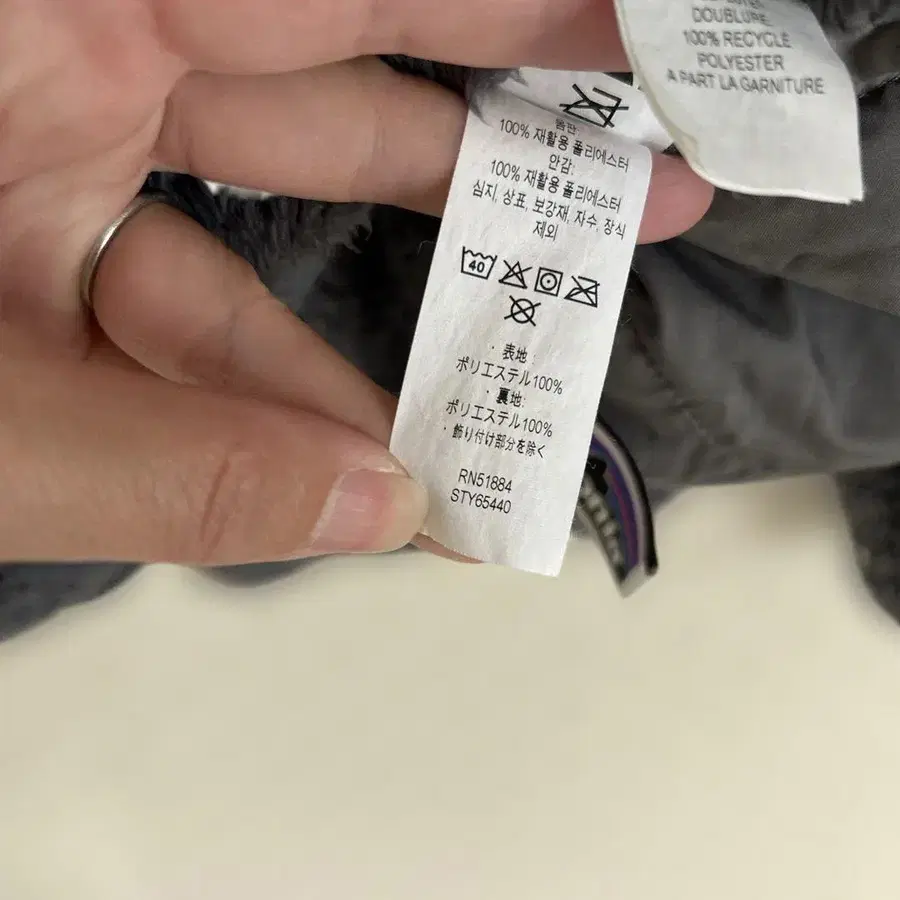 DOUBLURE:
100% RECYCLE
POLYESTER
A PART LA GARNITURE
몸판:
100% 재활용 폴리에스터
안감:
100% 재활용 폴리에스터
심지, 상표, 보강재, 자수, 장식
제외
40
・表地:
ポリエステル100%
・裏地:
ポリエステル100%
・飾り付け部分を除く
RN51884
STY65440